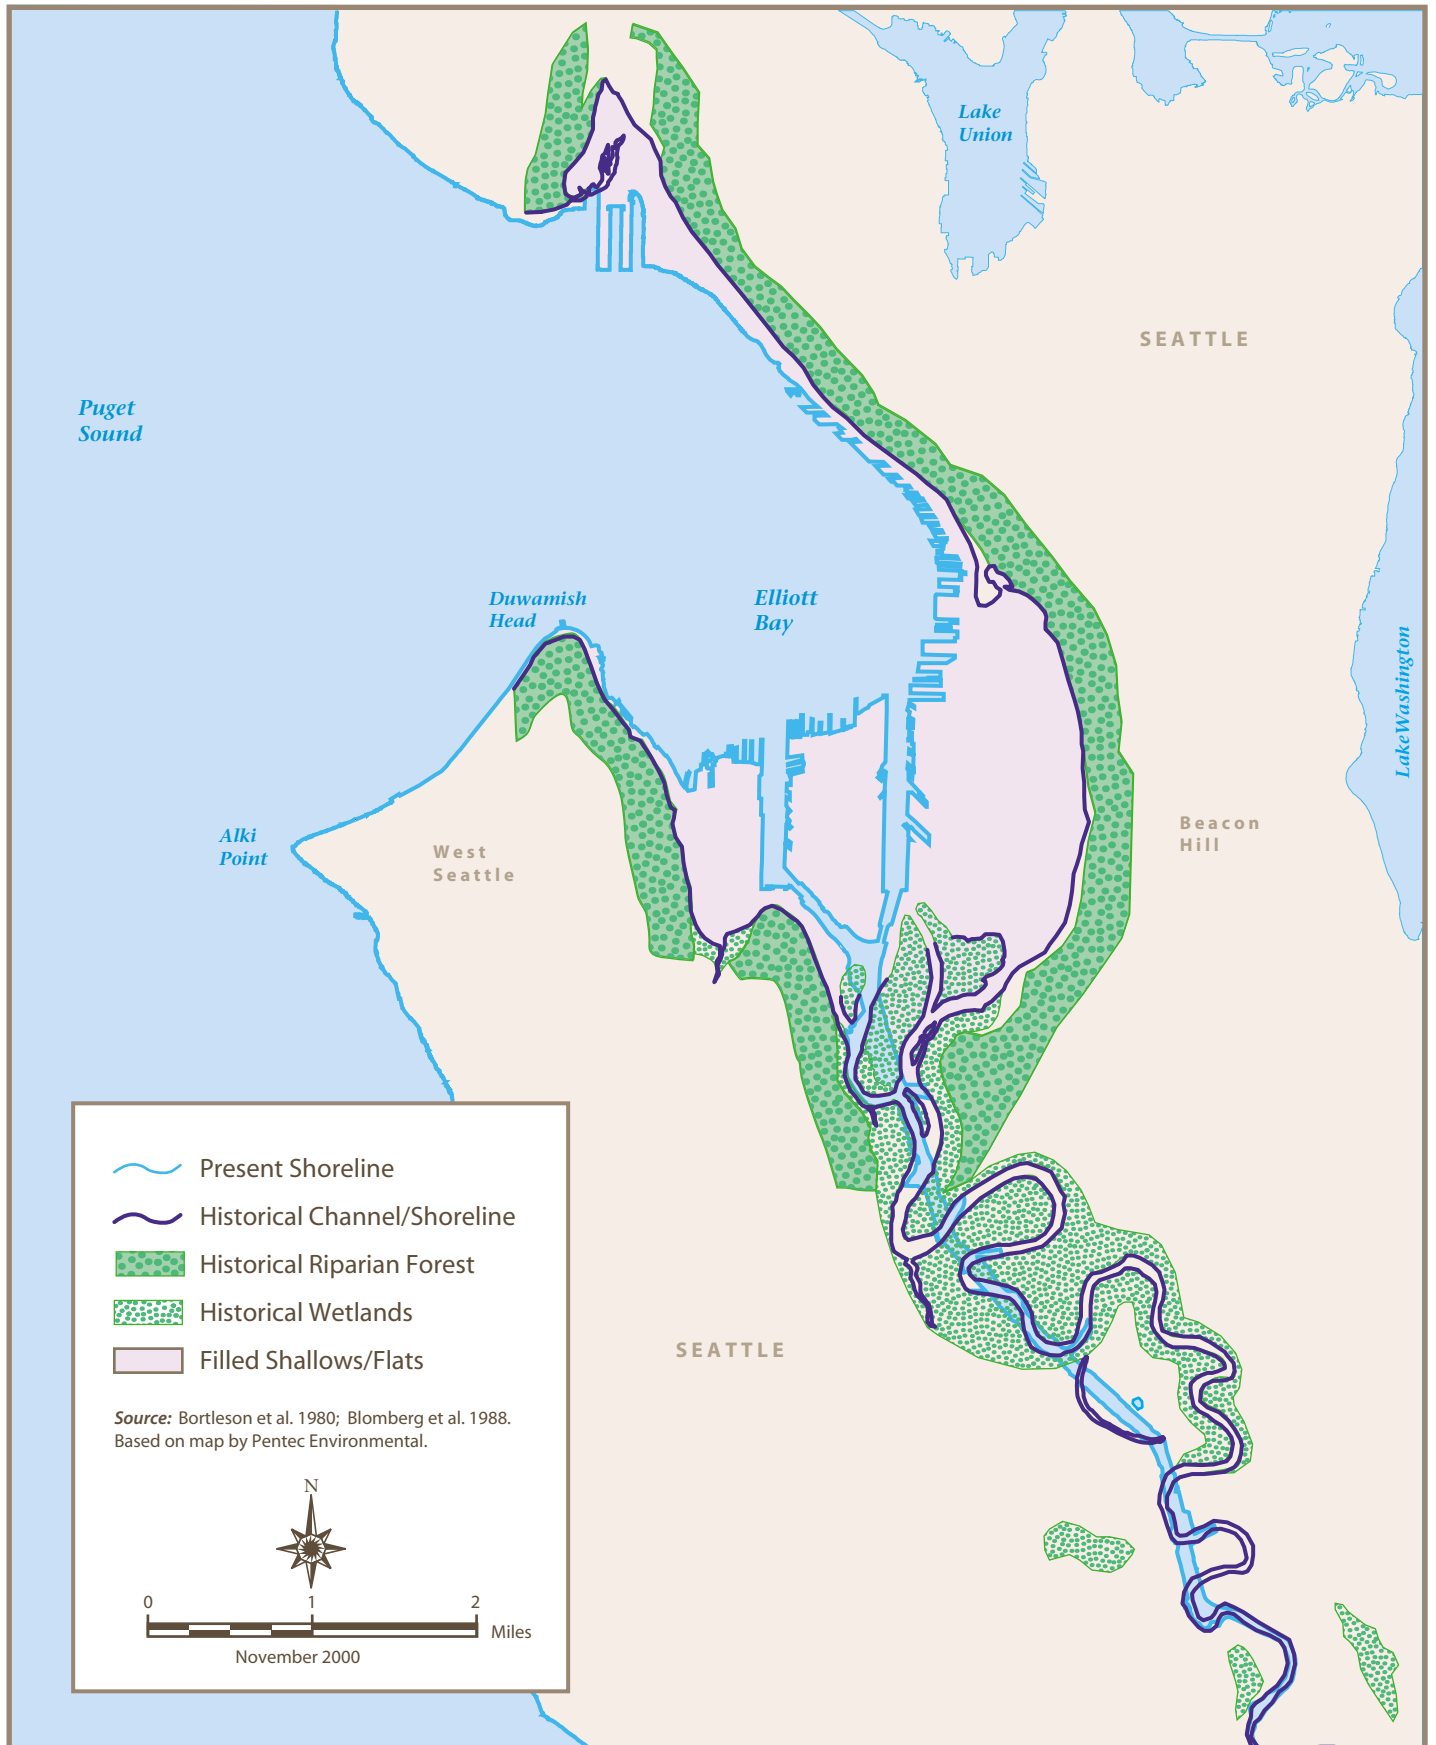 Lake
Union
SEATTLE
Puget
Sound
Duwamish
Head
Elliott
Bay
LakeWashington
Alki
Point
West
Seattle
Beacon
Hill
SEATTLE
Present Shoreline
Historical Channel/Shoreline
Historical Riparian Forest
Historical Wetlands
Filled Shallows/Flats
Source: Bortleson et al. 1980; Blomberg et al. 1988.
Based on map by Pentec Environmental.
N
0 1 2
Miles
November 2000